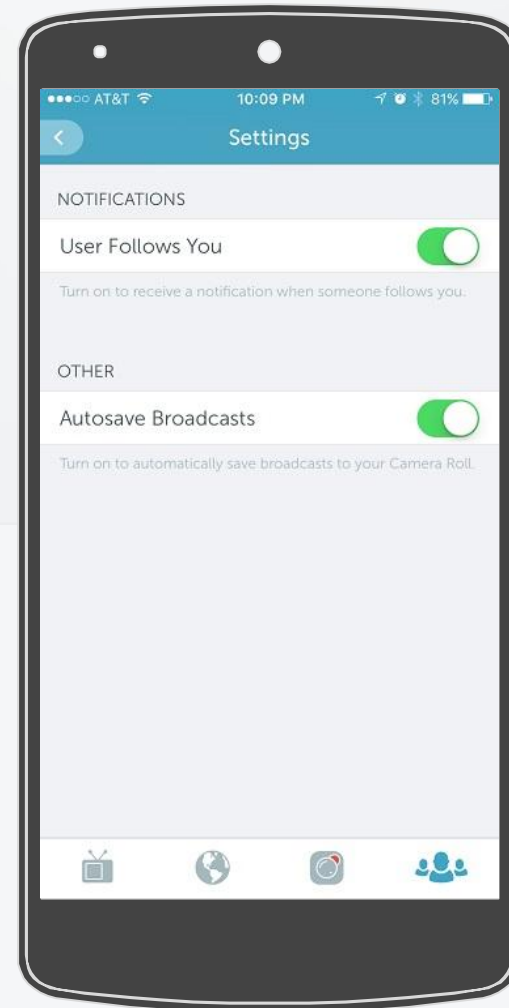 AT&T 10:09 PM 81%
Settings
NOTIFICATIONS
User Follows You
Turn on to receive a notification when someone follows you.
OTHER
Autosave Broadcasts
Turn on to automatically save broadcasts to your Camera Roll.